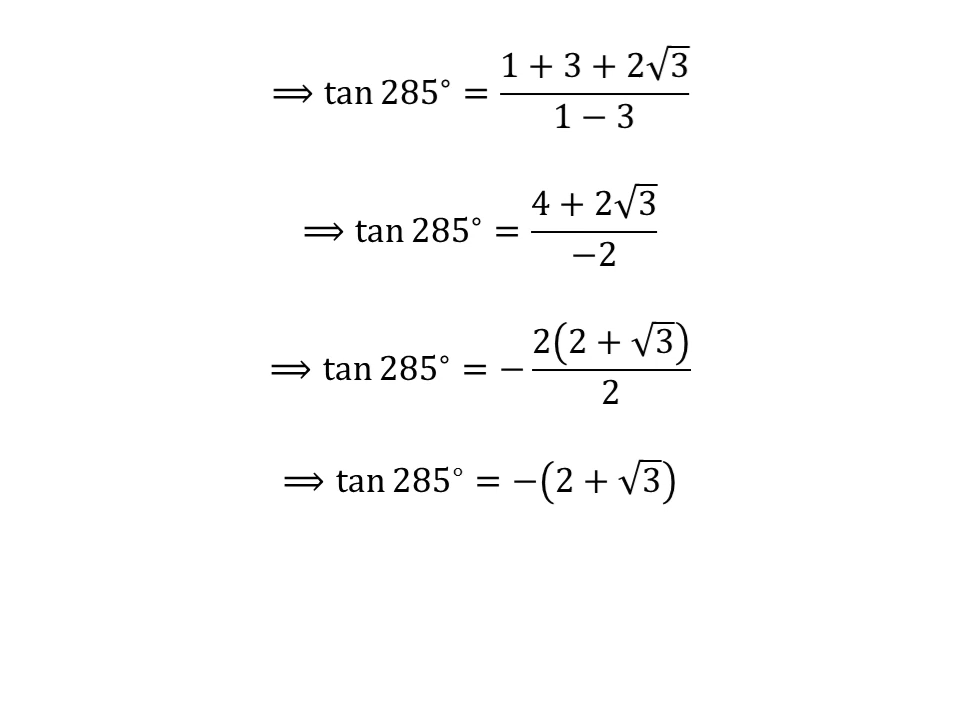 ⟹ tan 285° = (1 + 3 + 2√3)/(1 − 3)
⟹ tan 285° = (4 + 2√3)/(−2)
⟹ tan 285° = −(2(2 + √3))/2
⟹ tan 285° = −(2 + √3)